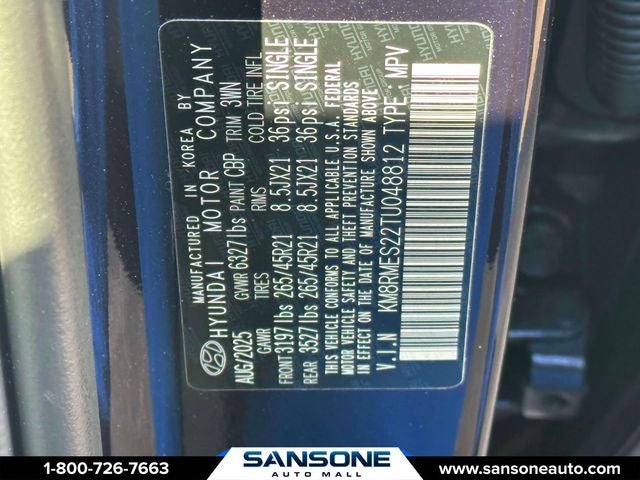 MANUFACTURED IN KOREA BY
HYUNDAI MOTOR COMPANY
AUG/2025 GVWR 6327lbs PAINT CBP TRIM 3WN
GAWR TIRES RIMS COLD TIRE INFL
FRONT 3197lbs 265/45R21 8.5JX21 36psi SINGLE
REAR 3527lbs 265/45R21 8.5JX21 36psi SINGLE
THIS VEHICLE CONFORMS TO ALL APPLICABLE U.S.A. FEDERAL
MOTOR VEHICLE SAFETY AND THEFT PREVENTION STANDARDS
IN EFFECT ON THE DATE OF MANUFACTURE SHOWN ABOVE.
V.I.N KM8RMES22TU048812 TYPE: MPV
1-800-726-7663
SANSONE
AUTO MALL
www.sansoneauto.com